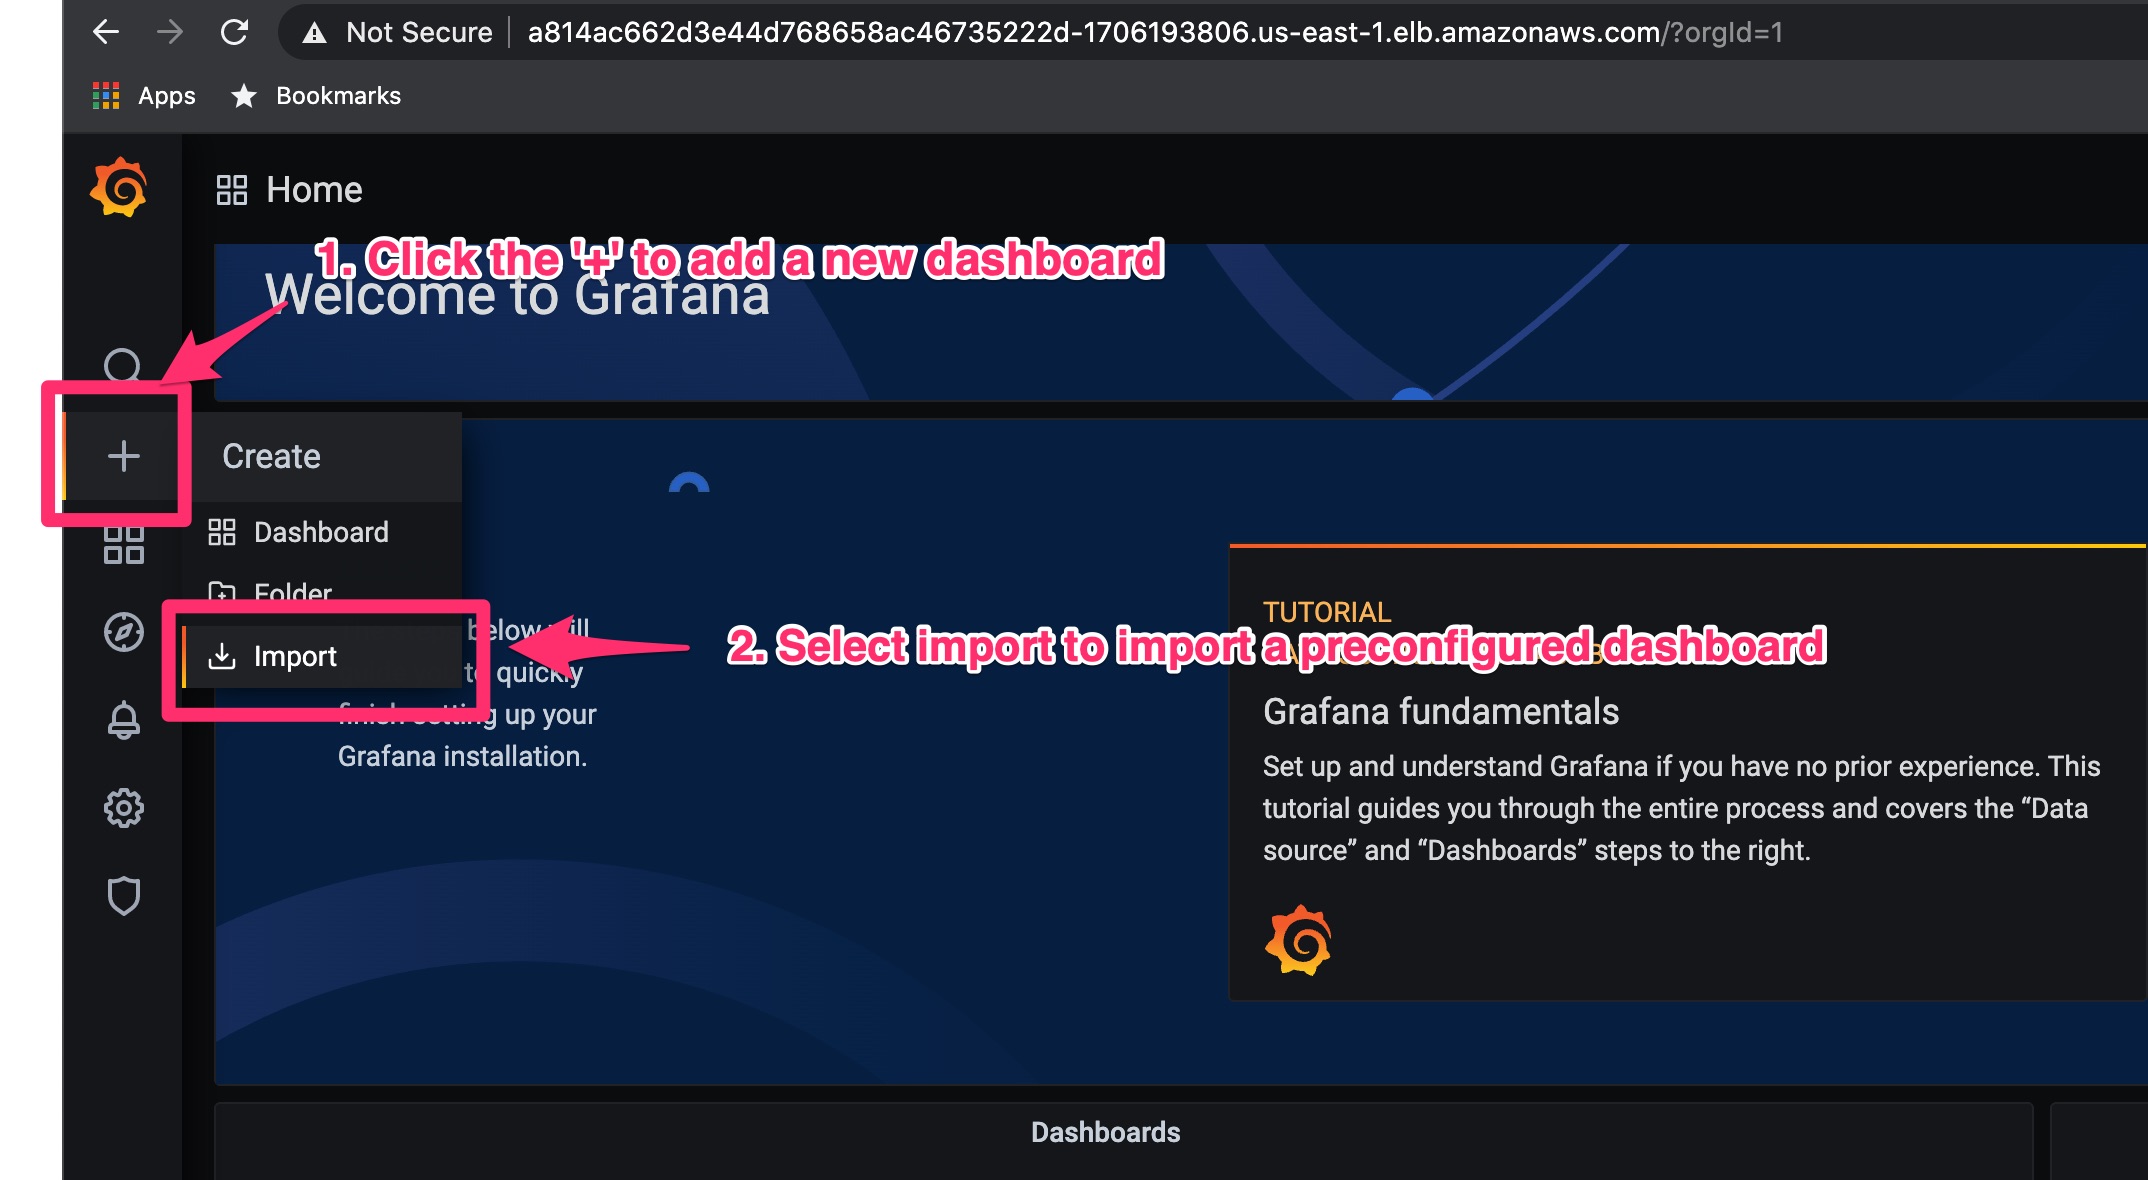 Not Secure | a814ac662d3e44d768658ac46735222d-1706193806.us-east-1.elb.amazonaws.com/?orgId=1
Apps
Bookmarks
Home
1. Click the '+' to add a new dashboard
Welcome to Grafana
Create
Dashboard
Folder
Import
below will
to quickly
finish setting up your
Grafana installation.
2. Select import to import a preconfigured dashboard
TUTORIAL
Grafana fundamentals
Set up and understand Grafana if you have no prior experience. This
tutorial guides you through the entire process and covers the “Data
source” and “Dashboards” steps to the right.
Dashboards